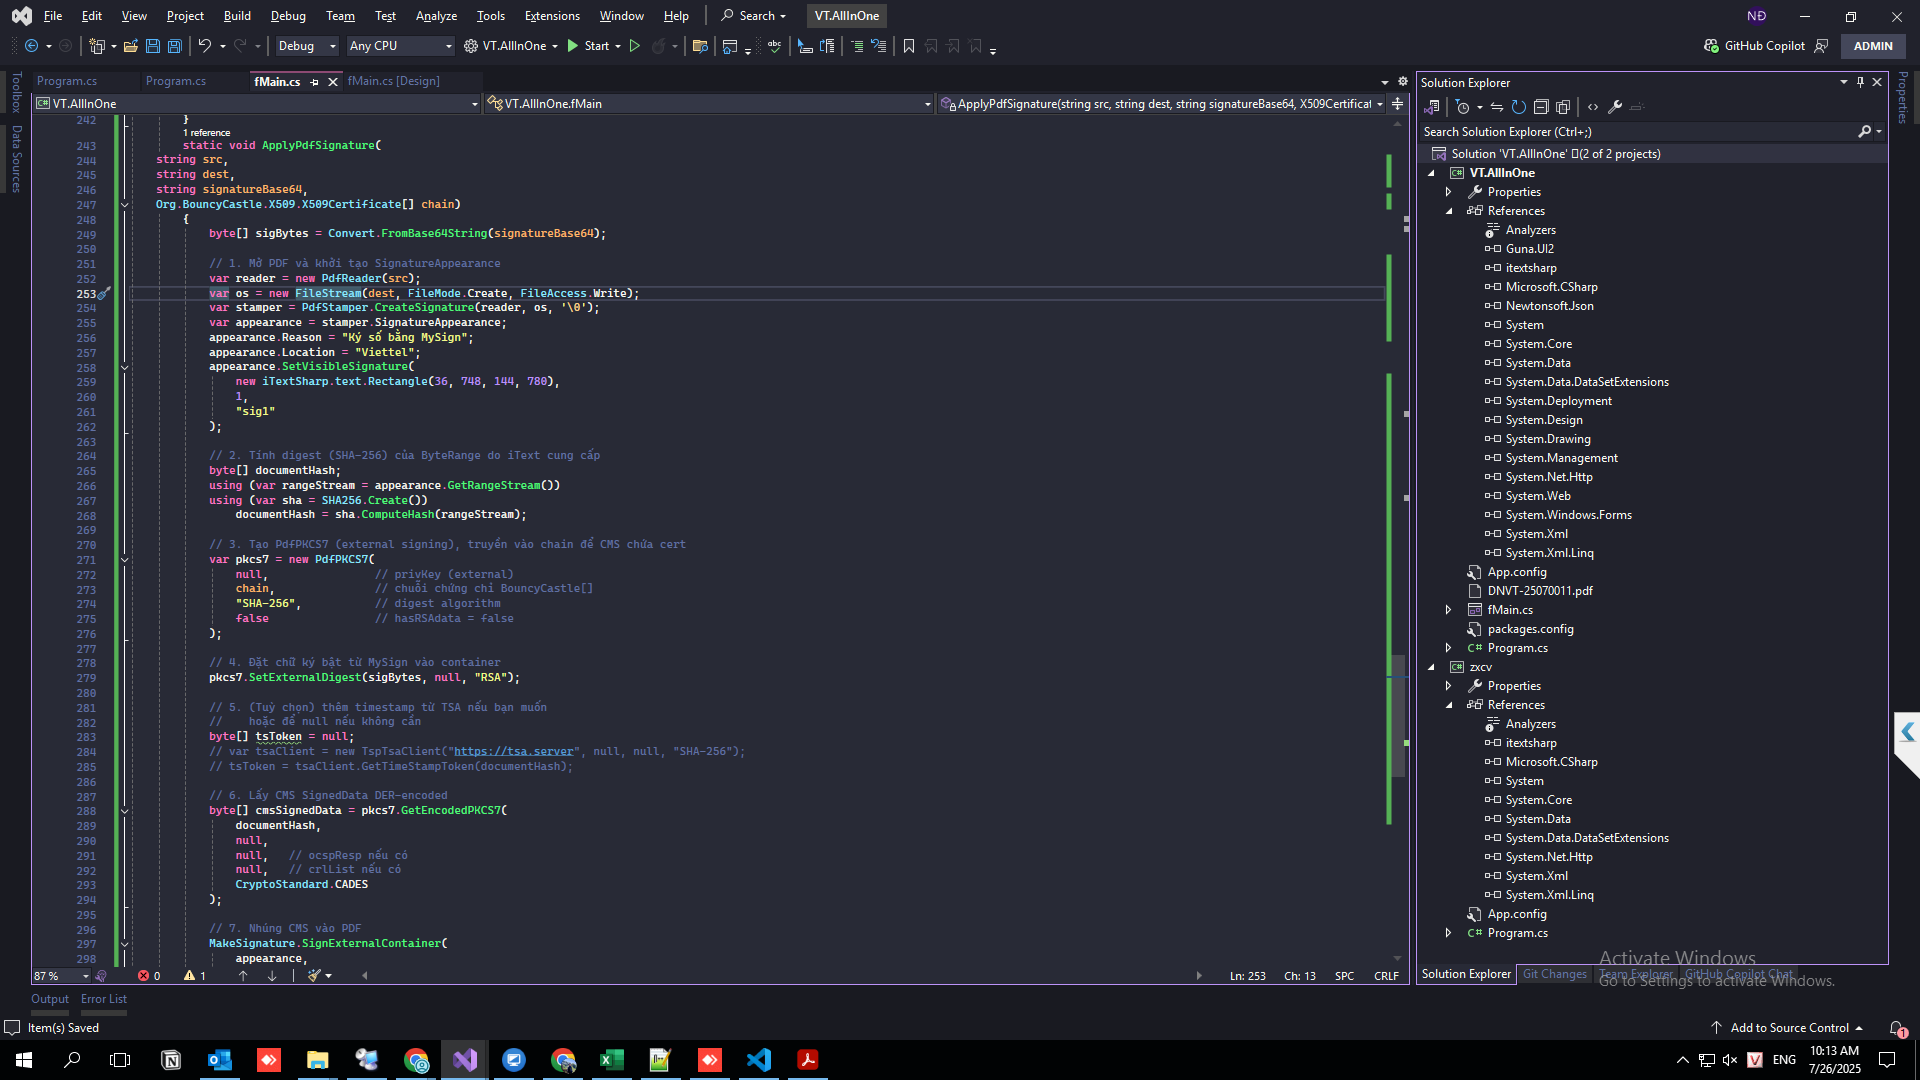 File Edit View Project Build Debug Team Test Analyze Tools Extensions Window Help Search VT.AllInOne NĐ
Debug Any CPU VT.AllInOne Start GitHub Copilot ADMIN
Toolbox
Data Sources
Program.cs Program.cs fMain.cs fMain.cs [Design]
VT.AllInOne VT.AllInOne.fMain ApplyPdfSignature(string src, string dest, string signatureBase64, X509Certificat
242 }
1 reference
243 static void ApplyPdfSignature(
244 string src,
245 string dest,
246 string signatureBase64,
247 Org.BouncyCastle.X509.X509Certificate[] chain)
248 {
249 byte[] sigBytes = Convert.FromBase64String(signatureBase64);
250
251 // 1. Mở PDF và khởi tạo SignatureAppearance
252 var reader = new PdfReader(src);
253 var os = new FileStream(dest, FileMode.Create, FileAccess.Write);
254 var stamper = PdfStamper.CreateSignature(reader, os, '\0');
255 var appearance = stamper.SignatureAppearance;
256 appearance.Reason = "Ký số bằng MySign";
257 appearance.Location = "Viettel";
258 appearance.SetVisibleSignature(
259 new iTextSharp.text.Rectangle(36, 748, 144, 780),
260 1,
261 "sig1"
262 );
263
264 // 2. Tính digest (SHA-256) của ByteRange do iText cung cấp
265 byte[] documentHash;
266 using (var rangeStream = appearance.GetRangeStream())
267 using (var sha = SHA256.Create())
268 documentHash = sha.ComputeHash(rangeStream);
269
270 // 3. Tạo PdfPKCS7 (external signing), truyền vào chain để CMS chứa cert
271 var pkcs7 = new PdfPKCS7(
272 null, // privKey (external)
273 chain, // chuỗi chứng chỉ BouncyCastle[]
274 "SHA-256", // digest algorithm
275 false // hasRSAdata = false
276 );
277
278 // 4. Đặt chữ ký bật từ MySign vào container
279 pkcs7.SetExternalDigest(sigBytes, null, "RSA");
280
281 // 5. (Tuỳ chọn) thêm timestamp từ TSA nếu bạn muốn
282 // hoặc để null nếu không cần
283 byte[] tsToken = null;
284 // var tsaClient = new TspTsaClient("https://tsa.server", null, null, "SHA-256");
285 // tsToken = tsaClient.GetTimeStampToken(documentHash);
286
287 // 6. Lấy CMS SignedData DER-encoded
288 byte[] cmsSignedData = pkcs7.GetEncodedPKCS7(
289 documentHash,
290 null,
291 null, // ocspResp nếu có
292 null, // crlList nếu có
293 CryptoStandard.CADES
294 );
295
296 // 7. Nhúng CMS vào PDF
297 MakeSignature.SignExternalContainer(
298 appearance,
87 % 0 1 Ln: 253 Ch: 13 SPC CRLF
Output Error List
Item(s) Saved Add to Source Control 1
Solution Explorer
Search Solution Explorer (Ctrl+;)
Solution 'VT.AllInOne' (2 of 2 projects)
VT.AllInOne
Properties
References
Analyzers
Guna.UI2
itextsharp
Microsoft.CSharp
Newtonsoft.Json
System
System.Core
System.Data
System.Data.DataSetExtensions
System.Deployment
System.Design
System.Drawing
System.Management
System.Net.Http
System.Web
System.Windows.Forms
System.Xml
System.Xml.Linq
App.config
DNVT-25070011.pdf
fMain.cs
packages.config
C# Program.cs
zxcv
Properties
References
Analyzers
itextsharp
Microsoft.CSharp
System
System.Core
System.Data
System.Data.DataSetExtensions
System.Net.Http
System.Xml
System.Xml.Linq
App.config
C# Program.cs
Solution Explorer Git Changes Team Explorer GitHub Copilot Chat
Properties
Activate Windows
Go to Settings to activate Windows.
ENG 10:13 AM
7/26/2025